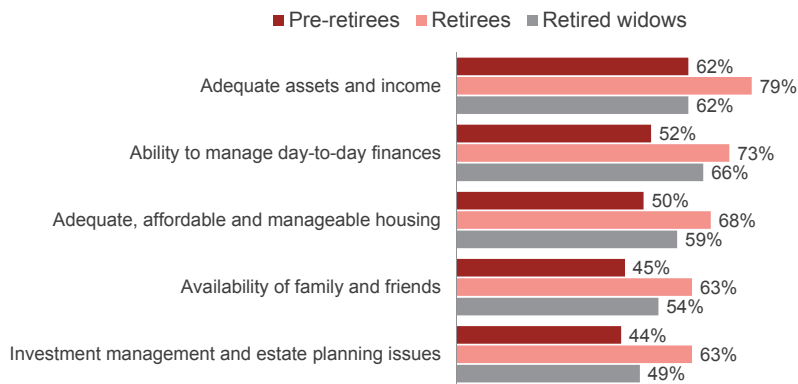 Pre-retirees Retirees Retired widows
Adequate assets and income
62%
79%
62%
Ability to manage day-to-day finances
52%
73%
66%
Adequate, affordable and manageable housing
50%
68%
59%
Availability of family and friends
45%
63%
54%
Investment management and estate planning issues
44%
63%
49%